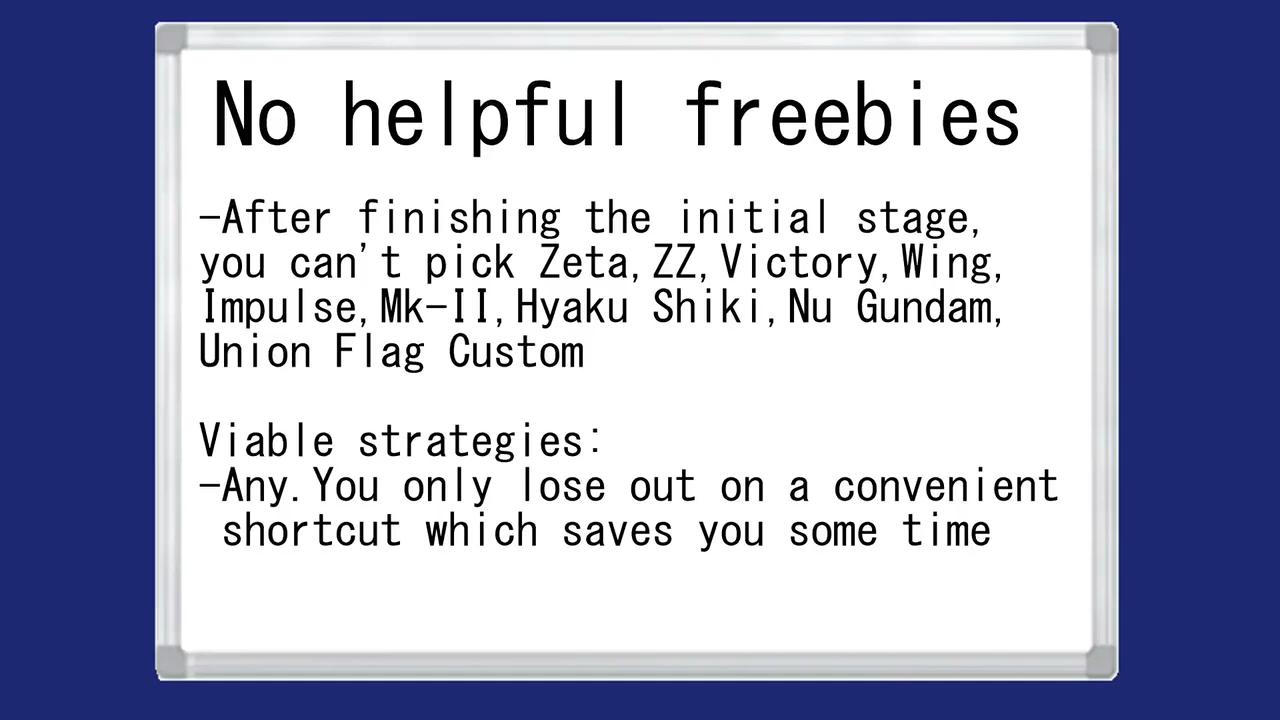 No helpful freebies
-After finishing the initial stage,
you can't pick Zeta,ZZ,Victory,Wing,
Impulse,Mk-II,Hyaku Shiki,Nu Gundam,
Union Flag Custom
Viable strategies:
-Any.You only lose out on a convenient
shortcut which saves you some time